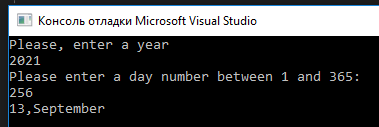 Консоль отладки Microsoft Visual Studio
Please, enter a year
2021
Please enter a day number between 1 and 365:
256
13,September